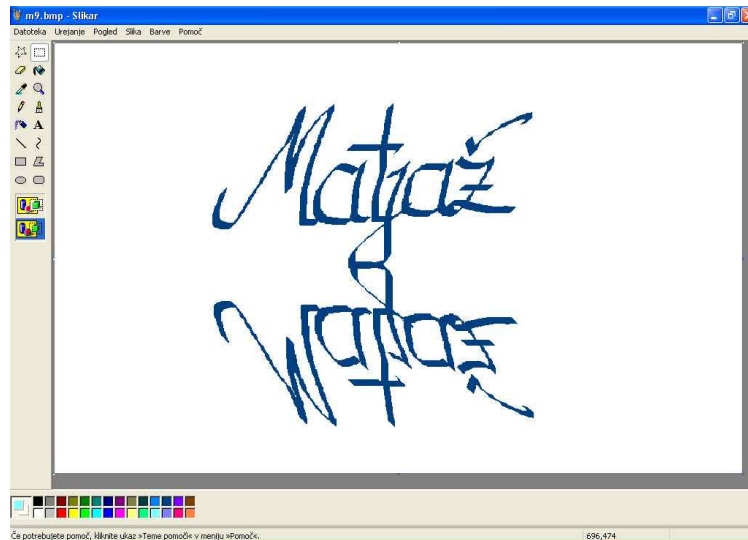 m9.bmp - Slikar
Datoteka Urejanje Pogled Slika Barve Pomoč
A
Matjaž
Če potrebujete pomoč, kliknite ukaz »Teme pomoči« v meniju »Pomoč«.
696,474